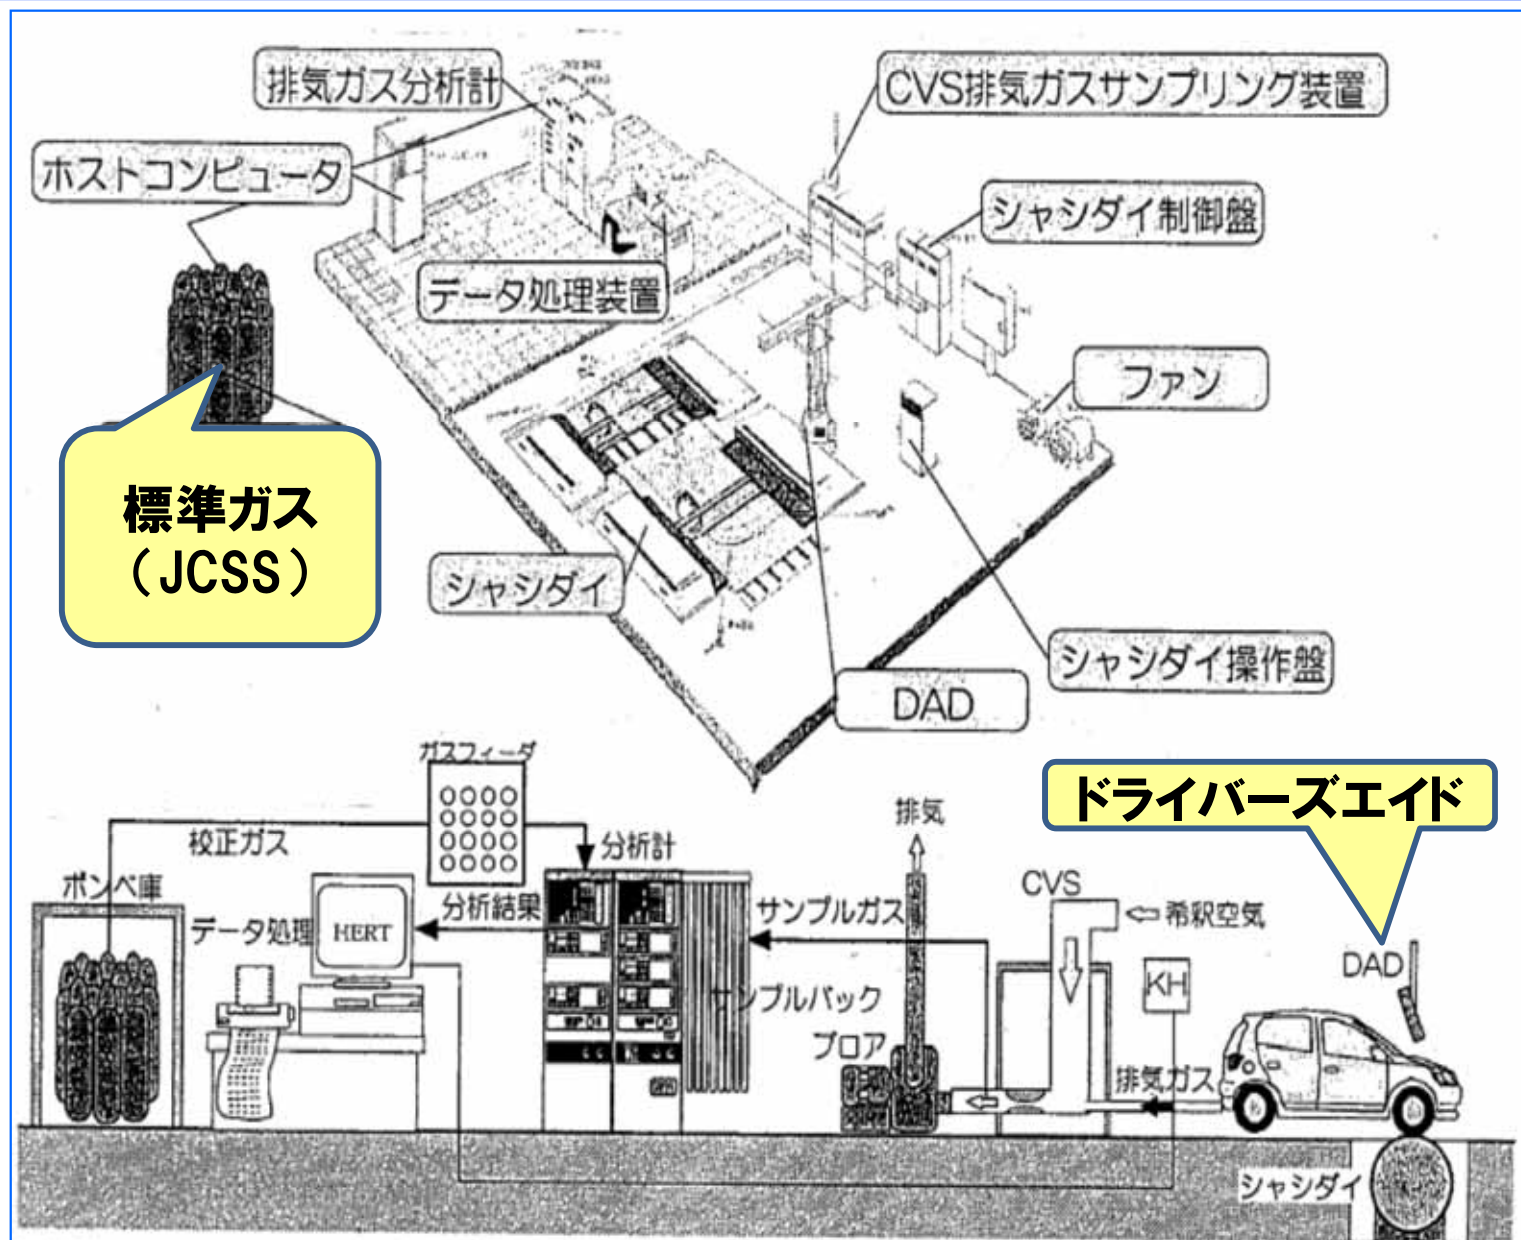 排気ガス分析計
CVS排気ガスサンプリング装置
ホストコンピュータ
シャシダイ制御盤
データ処理装置
ファン
標準ガス
（JCSS）
シャシダイ
シャシダイ操作盤
DAD
ガスフィーダ
ドライバーズエイド
校正ガス
分析計
排気
ボンベ庫
CVS
データ処理
HERT
分析結果
サンプルガス
希釈空気
DAD
KH
サンプルバック
ブロア
排気ガス
シャシダイ